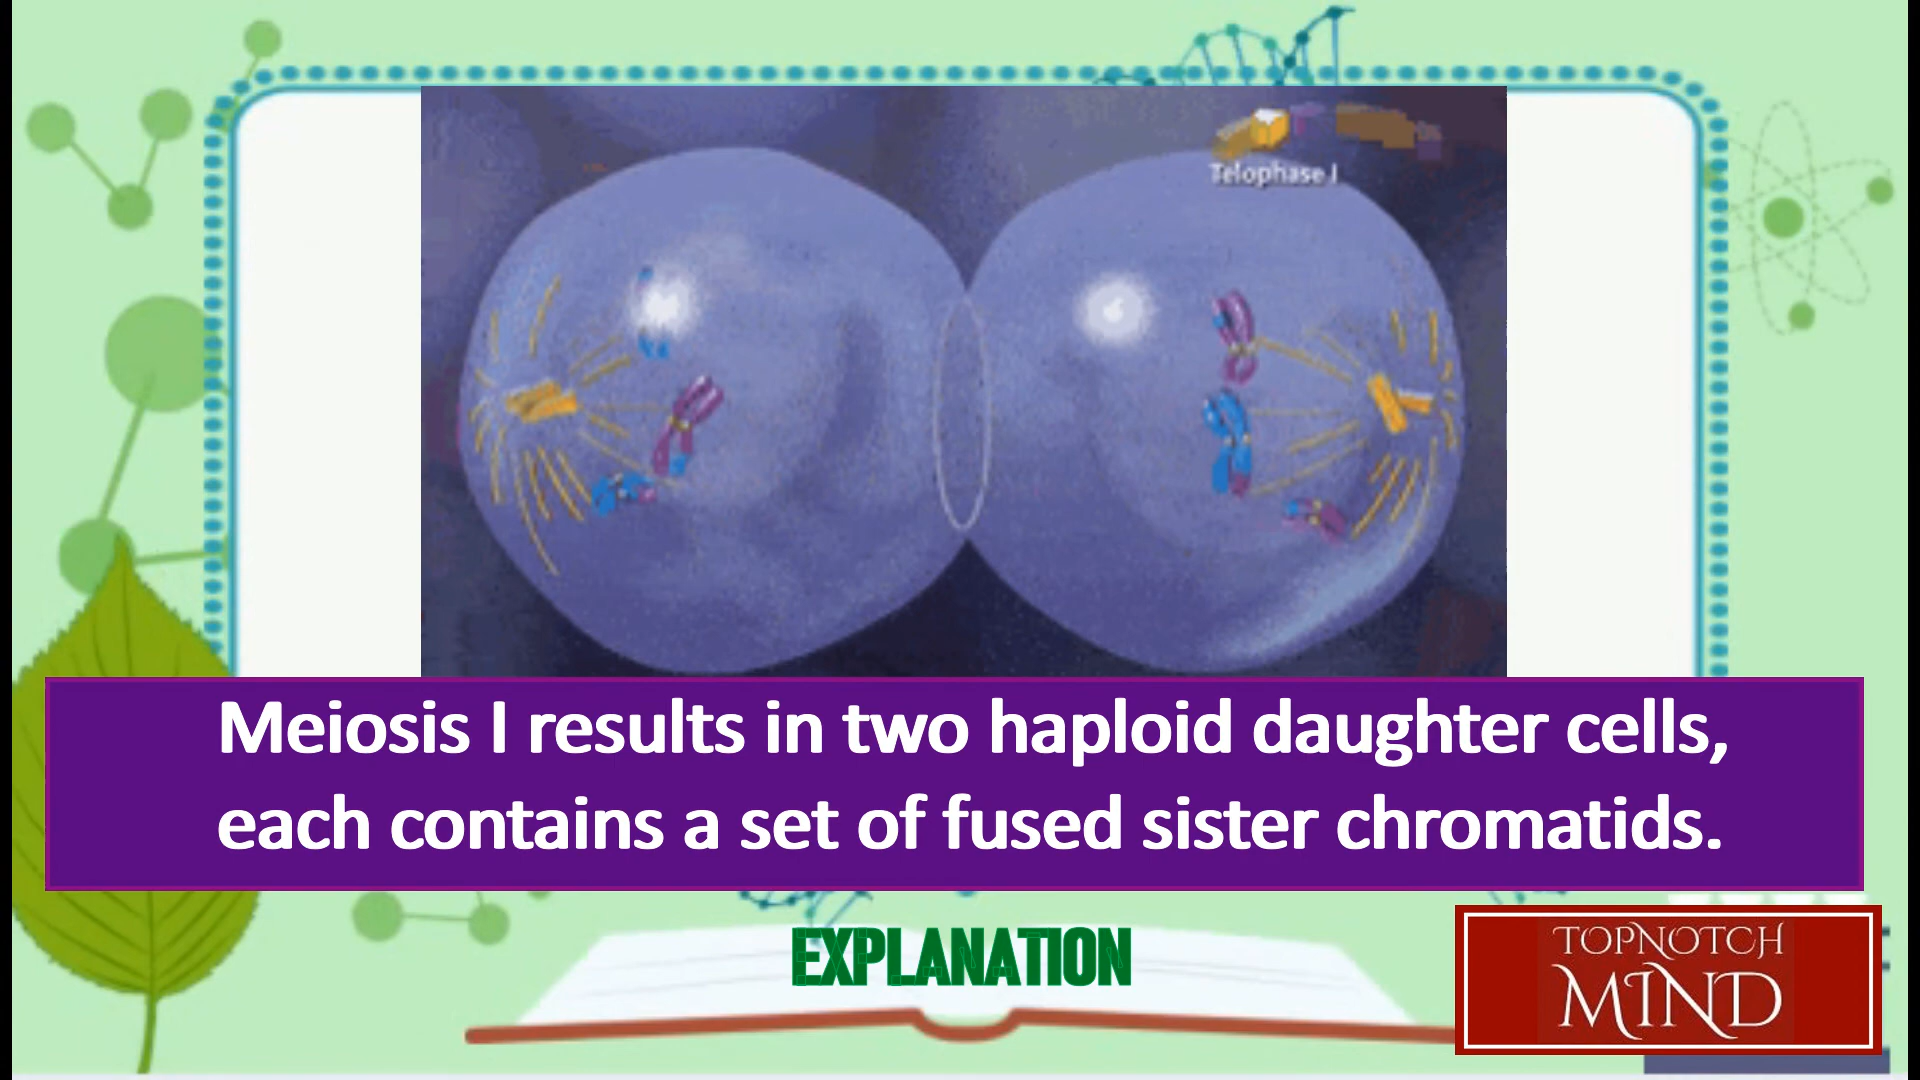 Telophase I
Meiosis I results in two haploid daughter cells,
each contains a set of fused sister chromatids.
EXPLANATION
TOPNOTCH
MIND